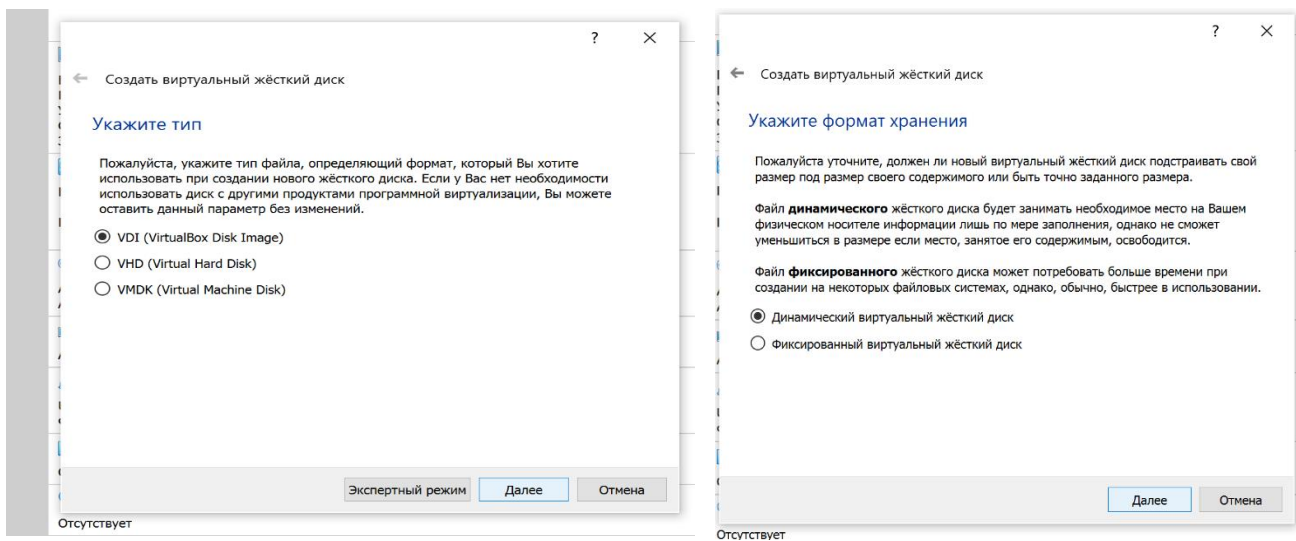 Создать виртуальный жёсткий диск
Укажите тип
Пожалуйста, укажите тип файла, определяющий формат, который Вы хотите
использовать при создании нового жёсткого диска. Если у Вас нет необходимости
использовать диск с другими продуктами программной виртуализации, Вы можете
оставить данный параметр без изменений.
VDI (VirtualBox Disk Image)
VHD (Virtual Hard Disk)
VMDK (Virtual Machine Disk)
Экспертный режим Далее Отмена
Отсутствует
?
Создать виртуальный жёсткий диск
Укажите формат хранения
Пожалуйста уточните, должен ли новый виртуальный жёсткий диск подстраивать свой
размер под размер своего содержимого или быть точно заданного размера.
Файл динамического жёсткого диска будет занимать необходимое место на Вашем
физическом носителе информации лишь по мере заполнения, однако не сможет
уменьшиться в размере если место, занятое его содержимым, освободится.
Файл фиксированного жёсткого диска может потребовать больше времени при
создании на некоторых файловых системах, однако, обычно, быстрее в использовании.
Динамический виртуальный жёсткий диск
Фиксированный виртуальный жёсткий диск
Далее Отмена
Отсутствует